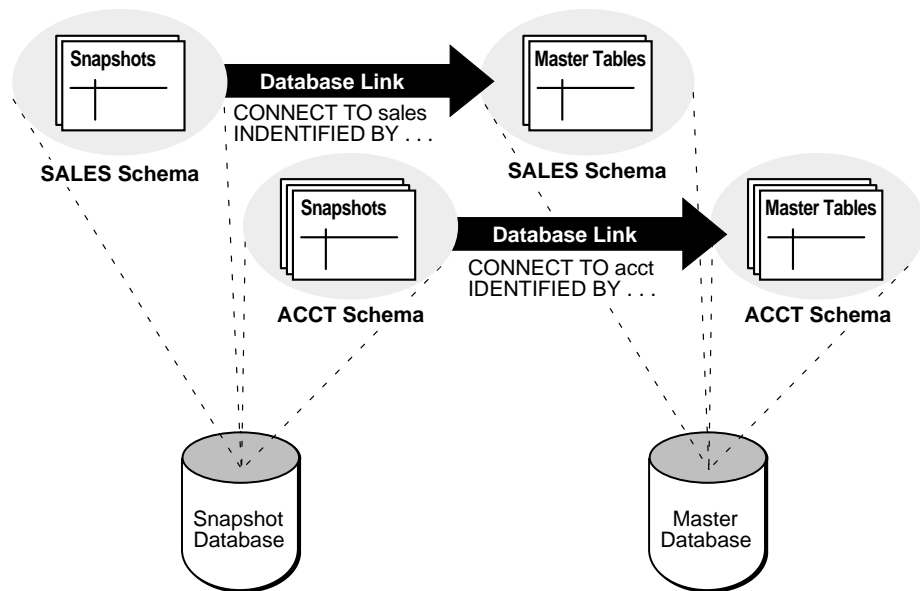 Snapshots
Database Link
CONNECT TO sales
INDENTIFIED BY . . .
SALES Schema
Master Tables
SALES Schema
Snapshots
Database Link
CONNECT TO acct
IDENTIFIED BY . . .
ACCT Schema
Master Tables
ACCT Schema
Snapshot
Database
Master
Database